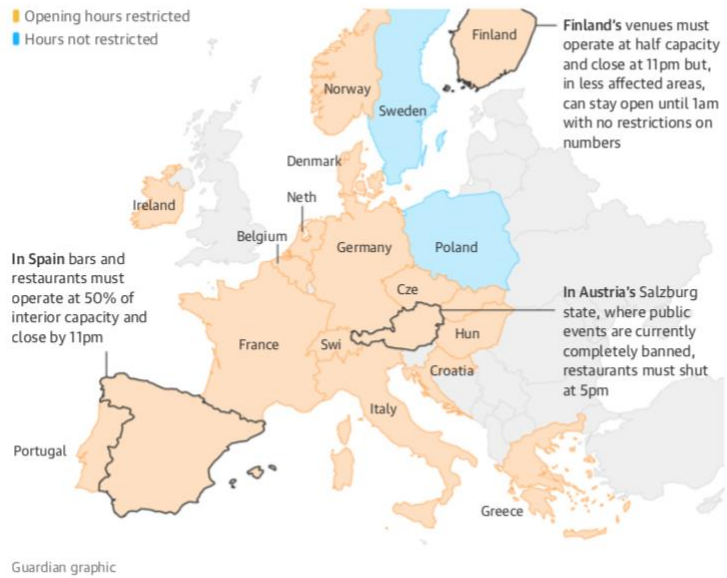 Opening hours restricted
Hours not restricted
Finland
Finland's venues must
operate at half capacity
and close at 11pm but,
in less affected areas,
can stay open until 1am
with no restrictions on
numbers
Norway
Sweden
Denmark
Neth
Ireland
Belgium
Germany
Poland
In Spain bars and
restaurants must
operate at 50% of
interior capacity and
close by 11pm
Cze
In Austria's Salzburg
state, where public
events are currently
completely banned,
restaurants must shut
at 5pm
France
Swi
Hun
Croatia
Italy
Portugal
Greece
Guardian graphic